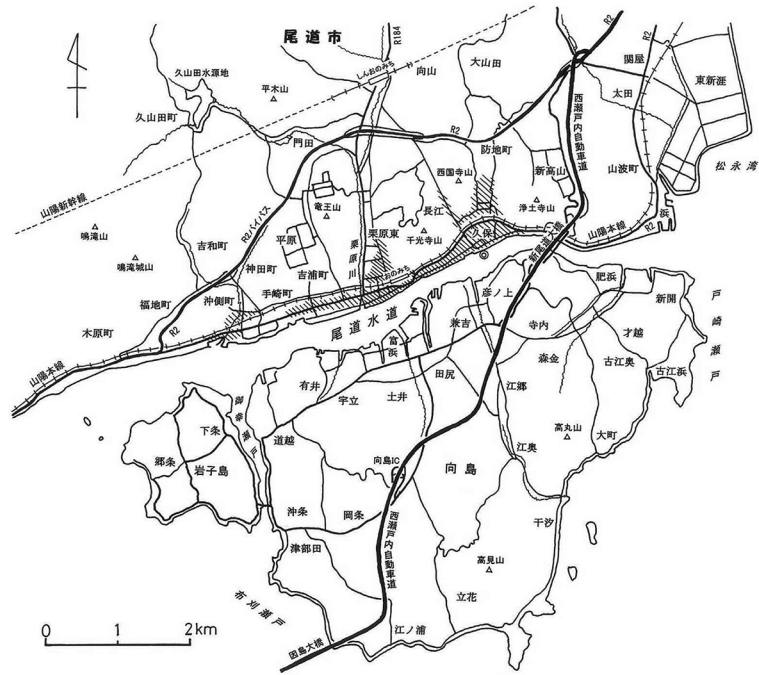 尾道市
R184
R2
関屋
東新涯
太田
しんおのみち
向山
大山田
久山田水源地
平木山
久山田町
門田
R2
防地町
西瀬戸内自動車道
山波町
松永湾
新高山
西国寺山
浄土寺山
山陽新幹線
竜王山
長江
久保
浜
山陽本線
R2
R2バイパス
鳴滝山
吉和町
平原
栗原東
千光寺山
栗原川
新尾道大橋
鳴滝城山
神田町
吉浦町
おのみち
福地町
沖側町
手崎町
彦ノ上
肥浜
新開
戸崎瀬戸
木原町
R2
尾道水道
兼吉
寺内
才越
富浜
森金
古江奥
古江浜
山陽本線
有井
宇立
土井
田尻
江郷
御幸瀬戸
下条
道越
高丸山
大町
郷条
岩子島
向島IC
向島
江奥
沖条
岡条
干汐
津部田
西瀬戸内自動車道
高見山
立花
布刈瀬戸
江ノ浦
因島大橋
0 1 2km